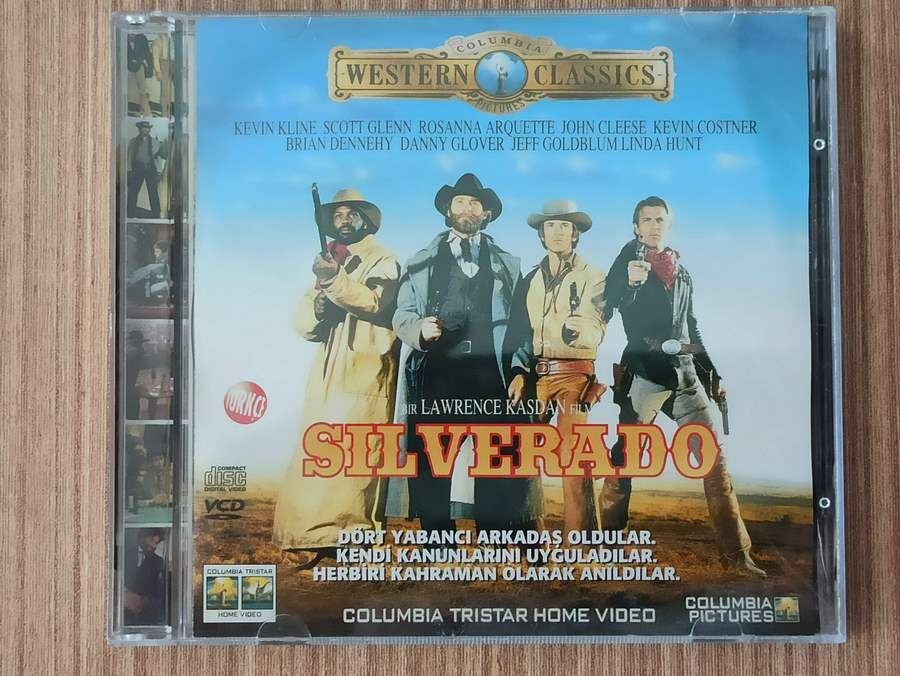 COLUMBIA
WESTERN CLASSICS
PICTURES
KEVIN KLINE SCOTT GLENN ROSANNA ARQUETTE JOHN CLEESE KEVIN COSTNER
BRIAN DENNEHY DANNY GLOVER JEFF GOLDBLUM LINDA HUNT
TÜRKÇE
BİR LAWRENCE KASDAN FİLMİ
SILVERADO
COMPACT
disc
DIGITAL VIDEO
VCD
DÖRT YABANCI ARKADAŞ OLDULAR.
KENDİ KANUNLARINI UYGULADILAR.
HERBİRİ KAHRAMAN OLARAK ANILDILAR.
COLUMBIA TRISTAR
HOME VIDEO
COLUMBIA TRISTAR HOME VIDEO
COLUMBIA
PICTURES